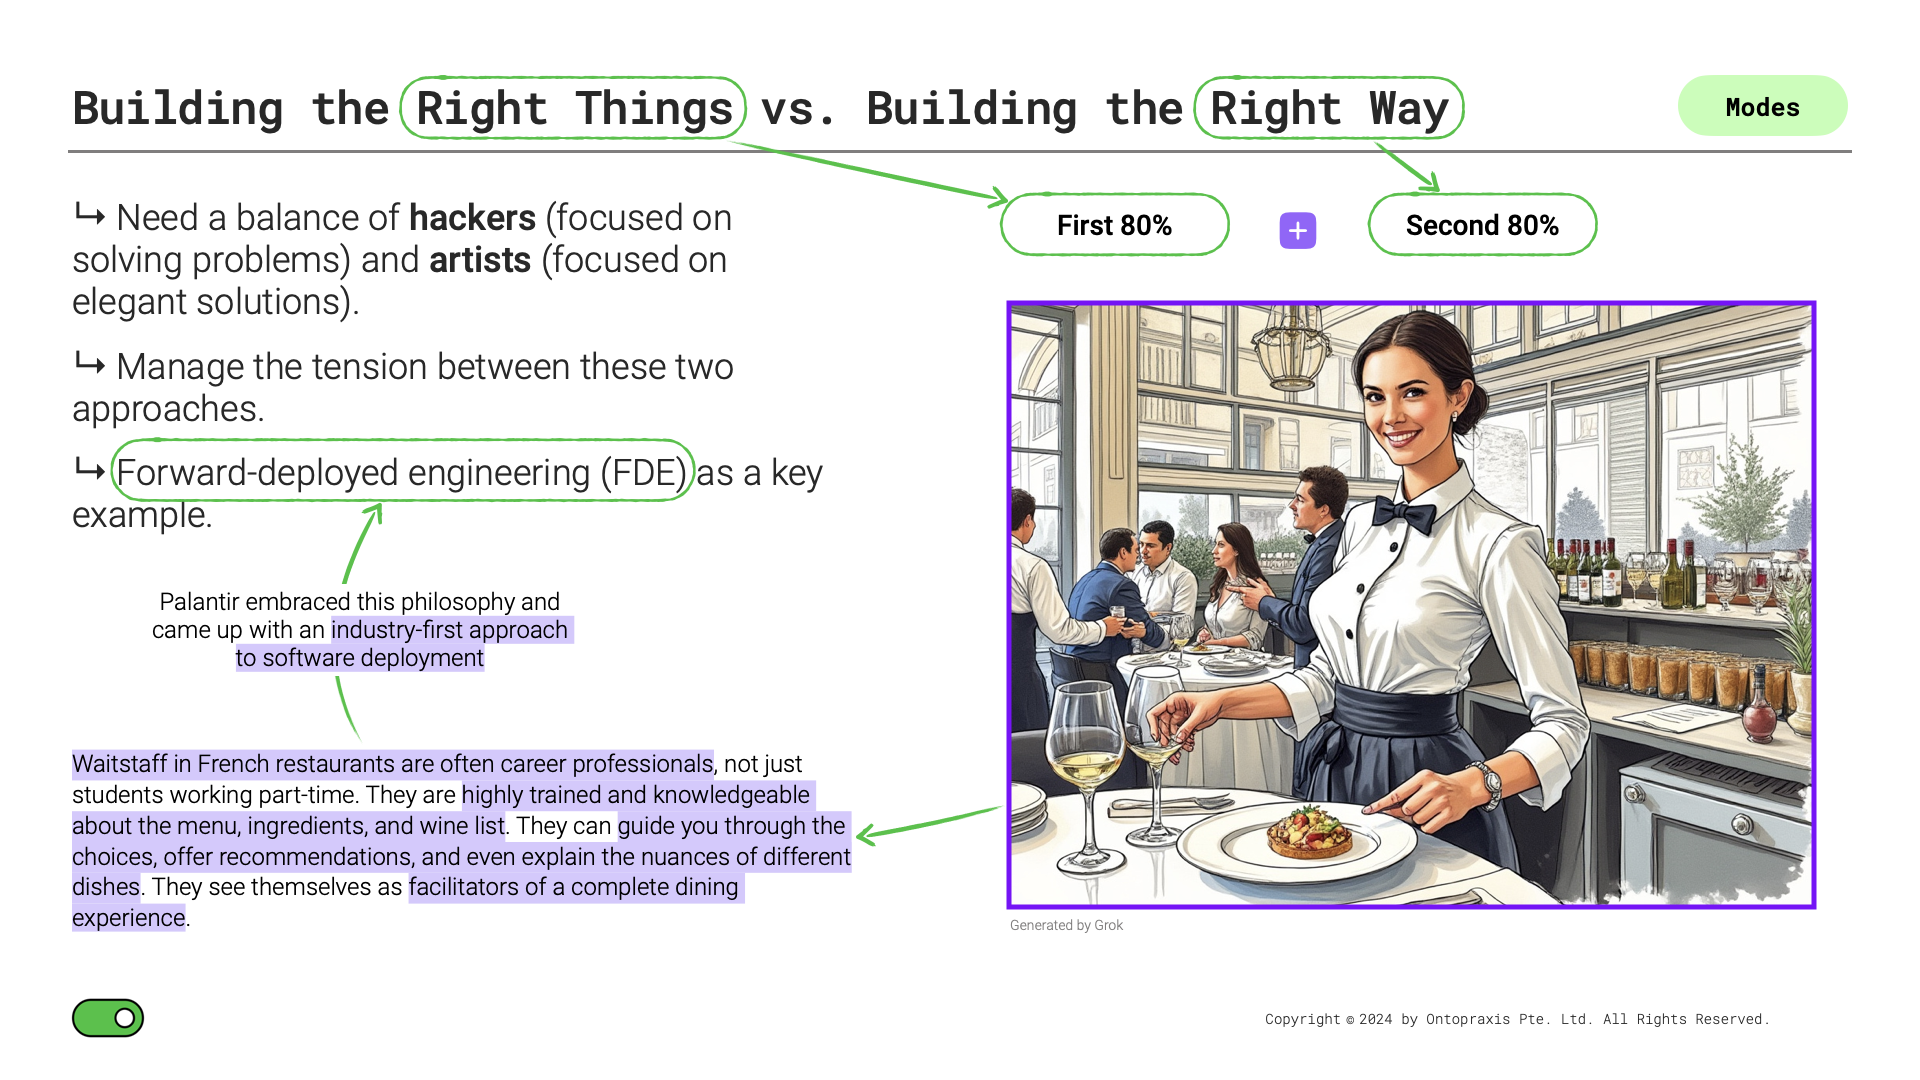 Building the Right Things vs. Building the Right Way
Modes
↳ Need a balance of hackers (focused on
solving problems) and artists (focused on
elegant solutions).
↳ Manage the tension between these two
approaches.
↳ Forward-deployed engineering (FDE) as a key
example.
Palantir embraced this philosophy and
came up with an industry-first approach
to software deployment
Waitstaff in French restaurants are often career professionals, not just
students working part-time. They are highly trained and knowledgeable
about the menu, ingredients, and wine list. They can guide you through the
choices, offer recommendations, and even explain the nuances of different
dishes. They see themselves as facilitators of a complete dining
experience.
First 80%
+
Second 80%
Generated by Grok
Copyright © 2024 by Ontopraxis Pte. Ltd. All Rights Reserved.